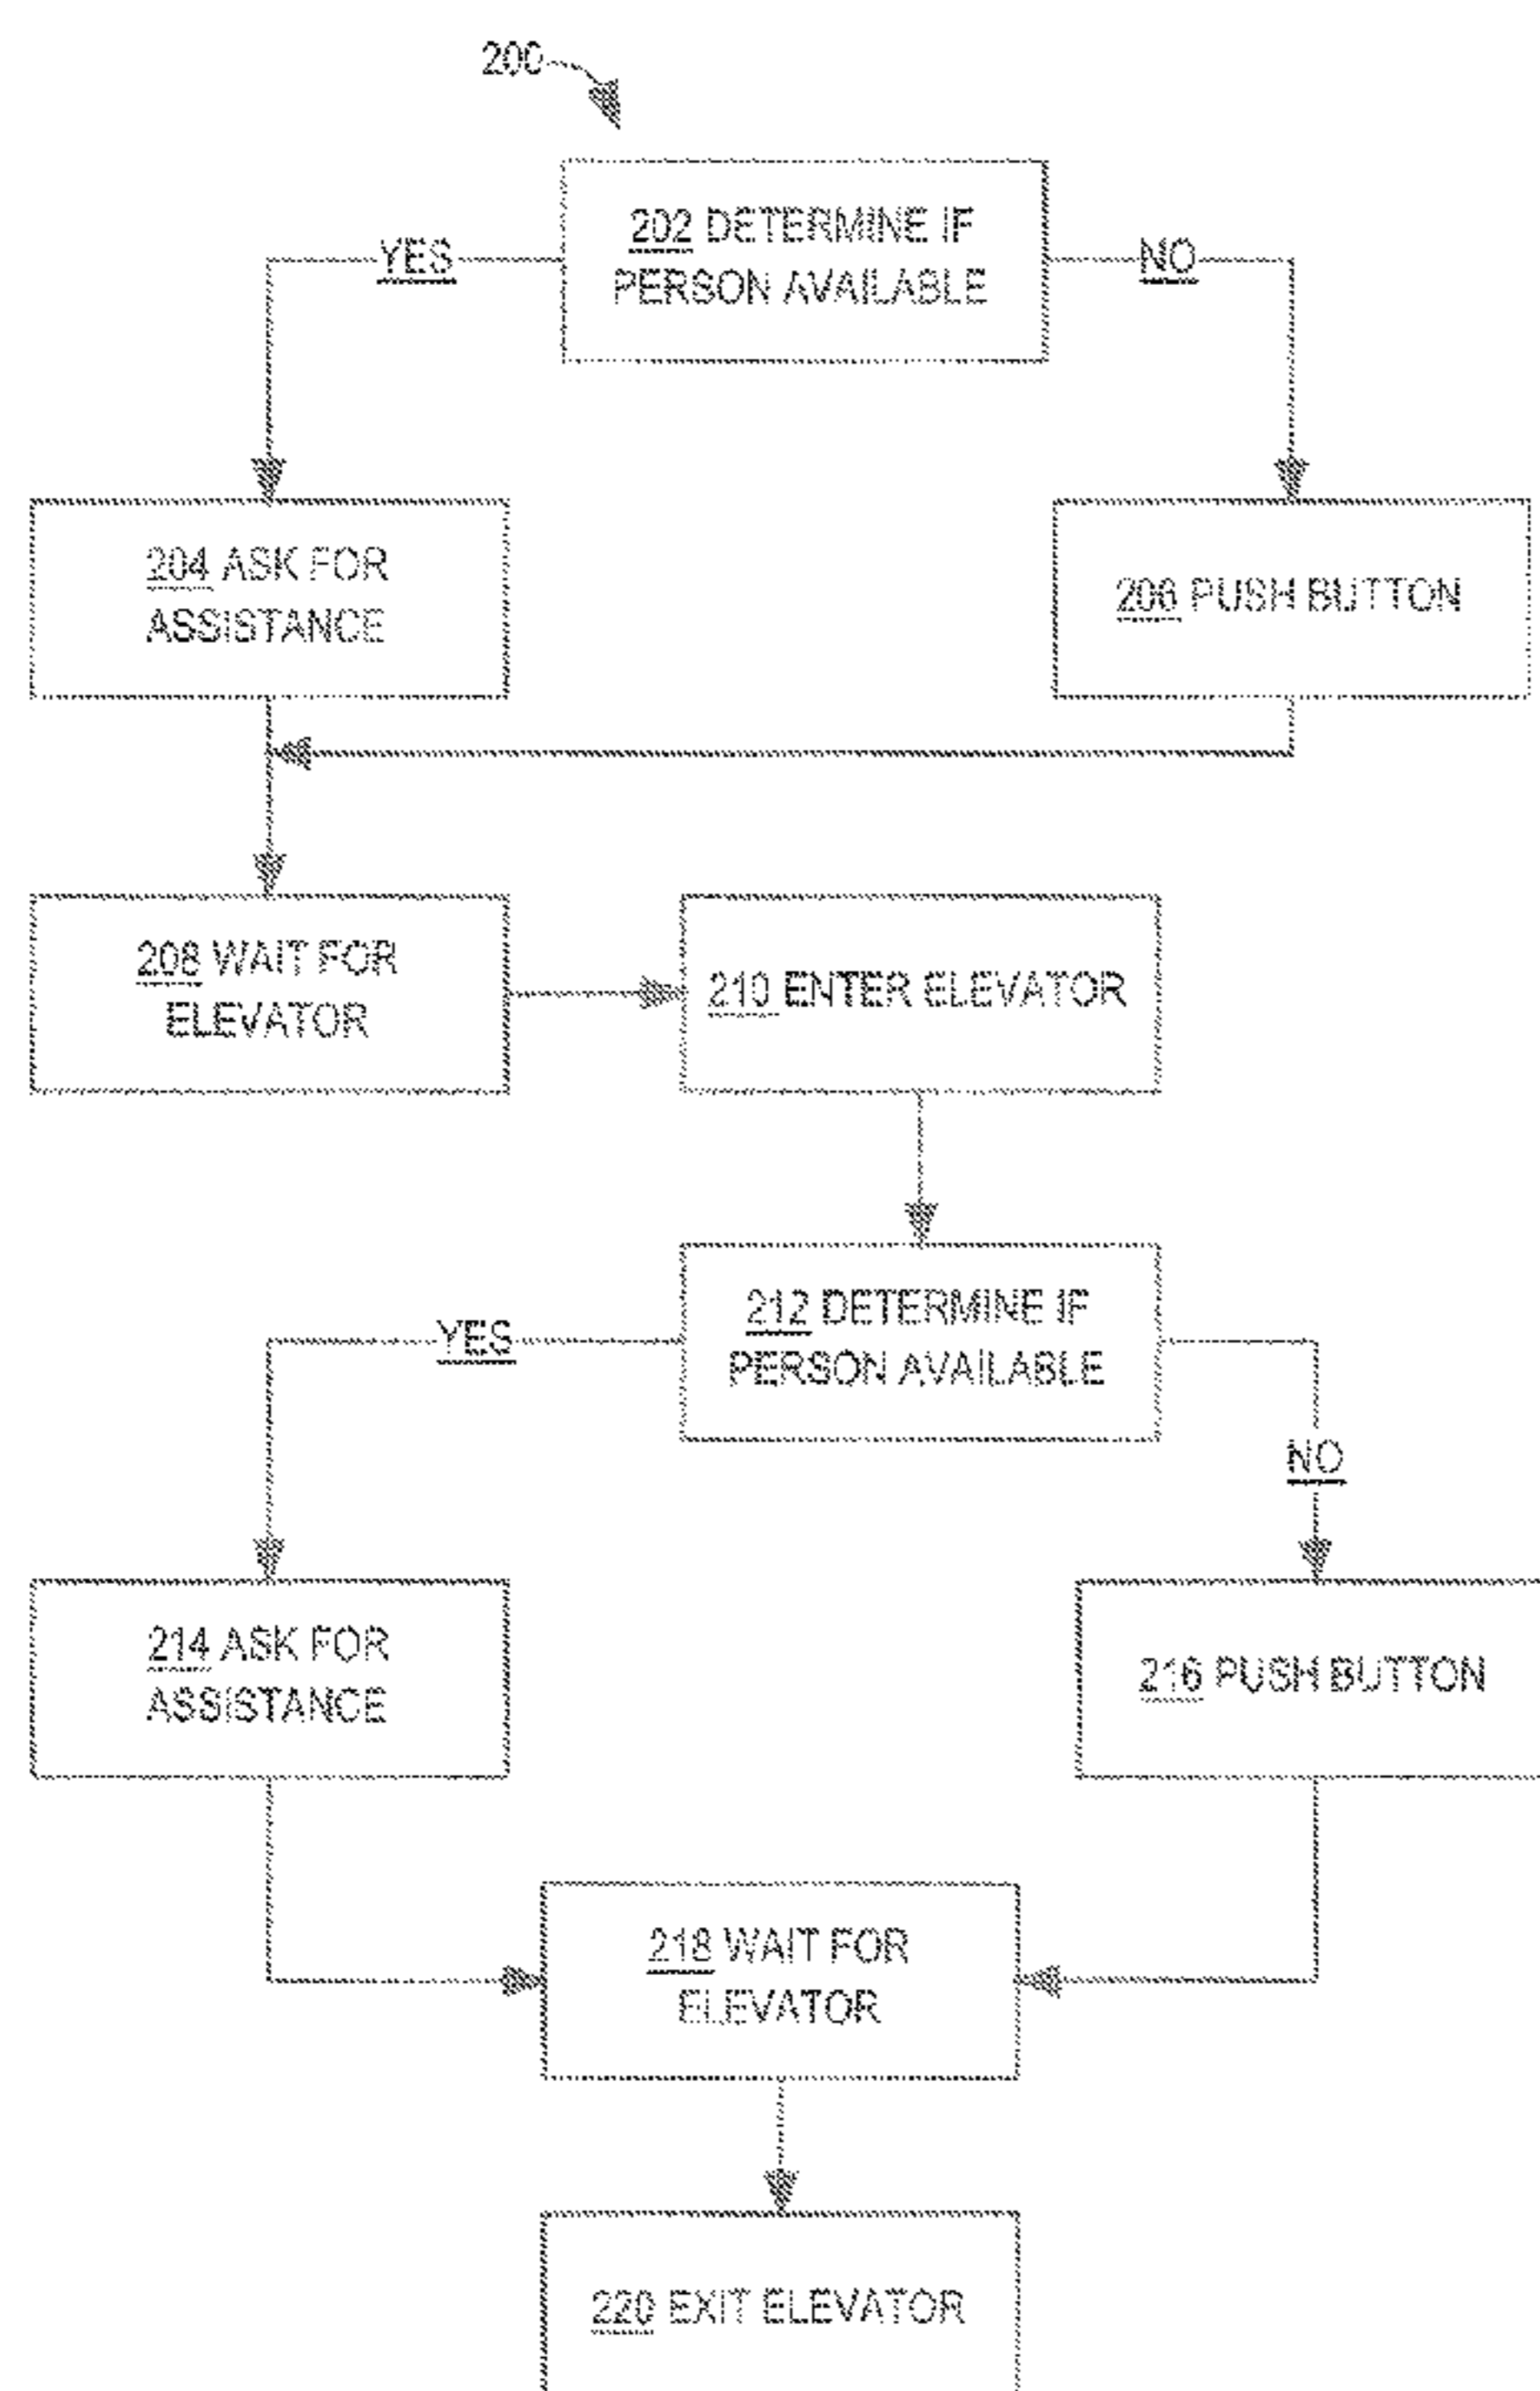 200
202 DETERMINE IF
PERSON AVAILABLE
YES
NO
204 ASK FOR
ASSISTANCE
206 PUSH BUTTON
208 WAIT FOR
ELEVATOR
210 ENTER ELEVATOR
212 DETERMINE IF
PERSON AVAILABLE
YES
NO
214 ASK FOR
ASSISTANCE
216 PUSH BUTTON
218 WAIT FOR
ELEVATOR
220 EXIT ELEVATOR